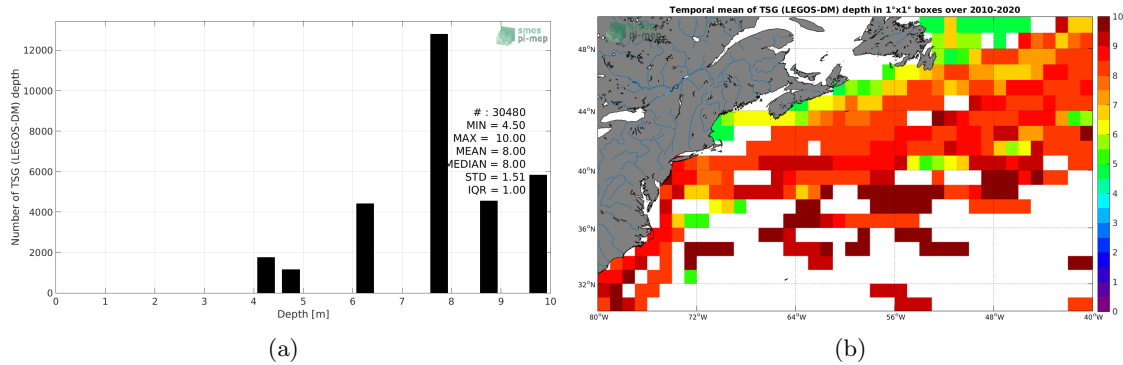 smos
pi-mep
12000
10000
8000
6000
4000
2000
0
Number of TSG (LEGOS-DM) depth
# : 30480
MIN = 4.50
MAX = 10.00
MEAN = 8.00
MEDIAN = 8.00
STD = 1.51
IQR = 1.00
0 1 2 3 4 5 6 7 8 9 10
Depth [m]
(a)
Temporal mean of TSG (LEGOS-DM) depth in 1°x1° boxes over 2010-2020
smos
pi-mep
48°N
44°N
40°N
36°N
32°N
80°W 72°W 64°W 56°W 48°W 40°W
10
9
8
7
6
5
4
3
2
1
0
(b)